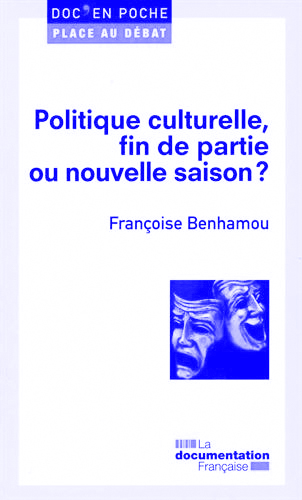 DOC'EN POCHE
PLACE AU DÉBAT
Politique culturelle,
fin de partie
ou nouvelle saison ?
Françoise Benhamou
La
documentation
Française